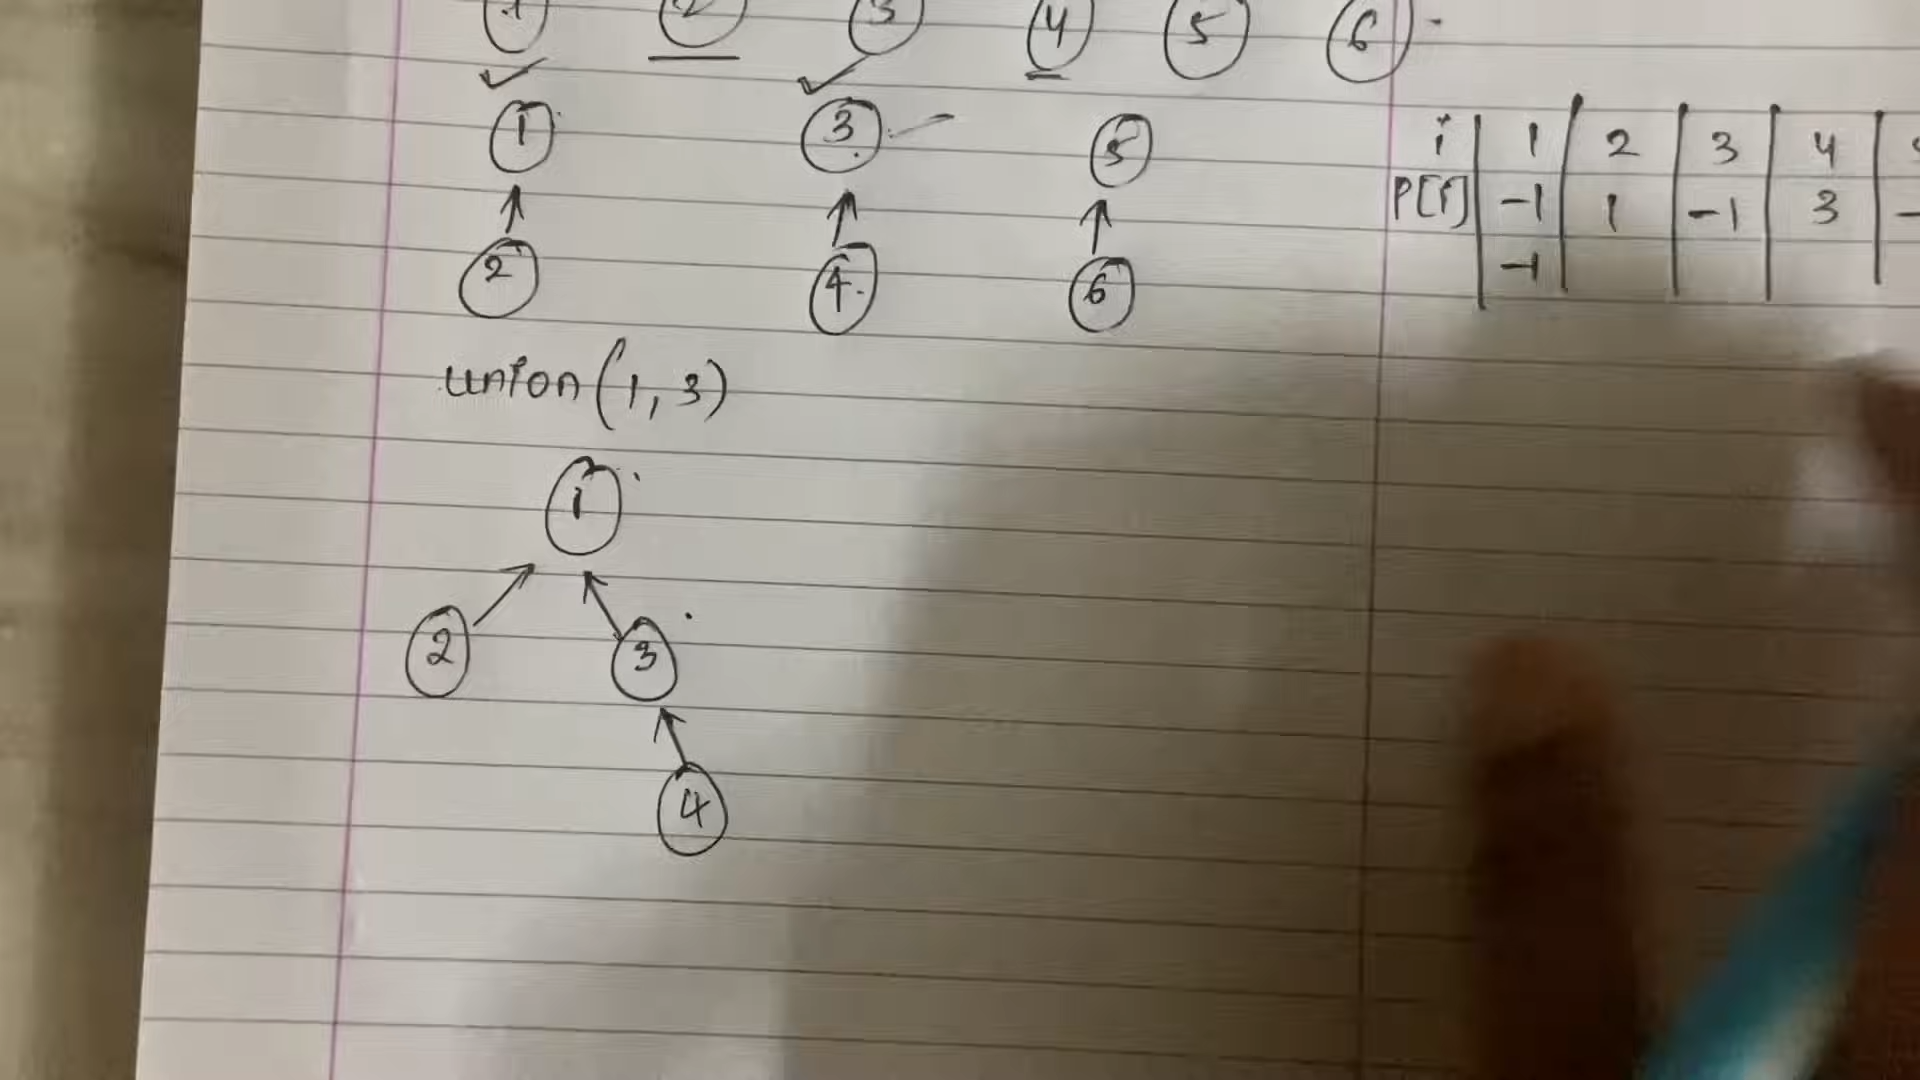 1 2 3 4 5 6
1 3 5
i 1 2 3 4
P[i] -1 1 -1 3 -
-1
2 4 6
union (1, 3)
1
2 3
4